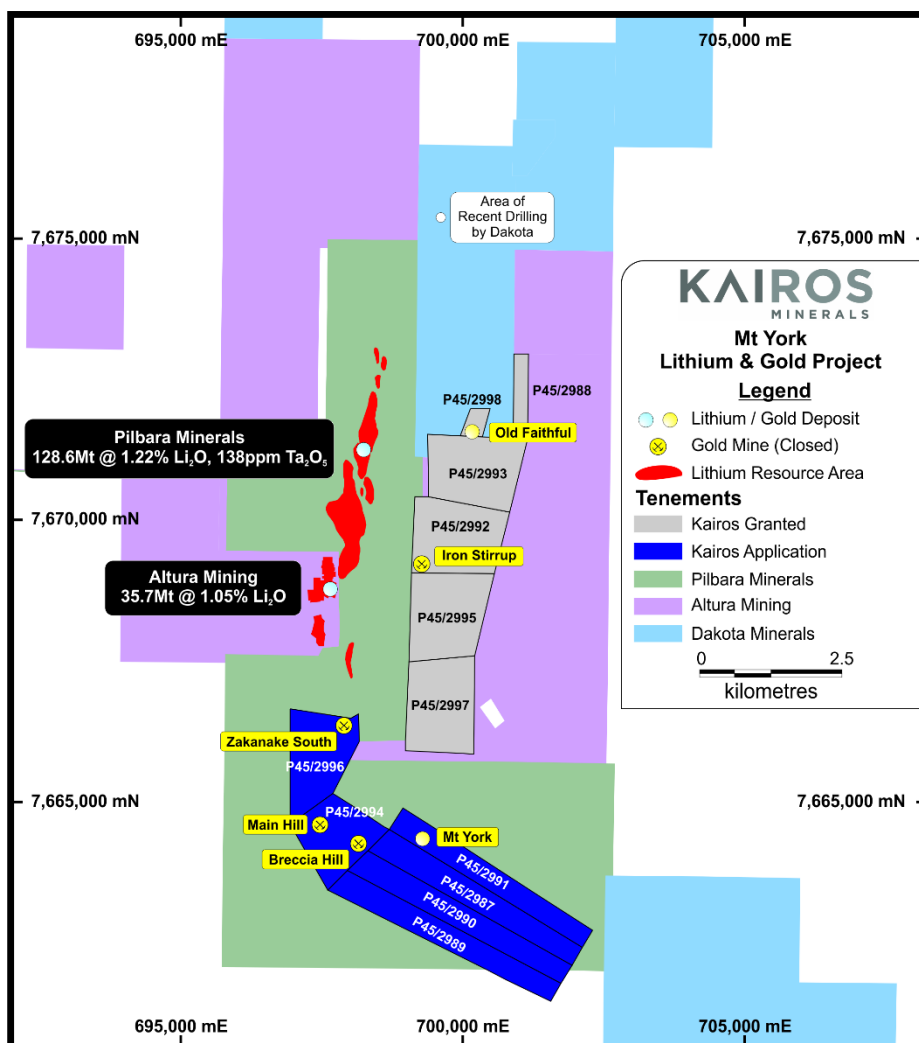 695,000 mE
700,000 mE
705,000 mE
Area of
Recent Drilling
by Dakota
7,675,000 mN
7,675,000 mN
KAIROS
MINERALS
Mt York
Lithium & Gold Project
Legend
Lithium / Gold Deposit
Gold Mine (Closed)
Lithium Resource Area
Tenements
Kairos Granted
Kairos Application
Pilbara Minerals
Altura Mining
Dakota Minerals
0
2.5
kilometres
P45/2988
P45/2998
Old Faithful
Pilbara Minerals
128.6Mt @ 1.22% Li₂O, 138ppm Ta₂O₅
P45/2993
7,670,000 mN
P45/2992
Iron Stirrup
Altura Mining
35.7Mt @ 1.05% Li₂O
P45/2995
P45/2997
Zakanake South
P45/2996
7,665,000 mN
7,665,000 mN
P45/2994
Main Hill
Mt York
Breccia Hill
P45/2991
P45/2987
P45/2990
P45/2989
695,000 mE
700,000 mE
705,000 mE